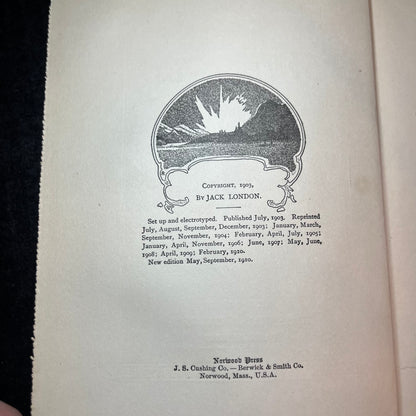 Copyright, 1903,
By JACK LONDON.
Set up and electrotyped. Published July, 1903. Reprinted
July, August, September, December, 1903; January, March,
September, November, 1904; February, April, July, 1905;
January, April, November, 1906; June, 1907; May, June,
1908; April, 1909; February, 1910.
New edition May, September, 1910.
Norwood Press
J. S. Cushing Co.—Berwick & Smith Co.
Norwood, Mass., U.S.A.